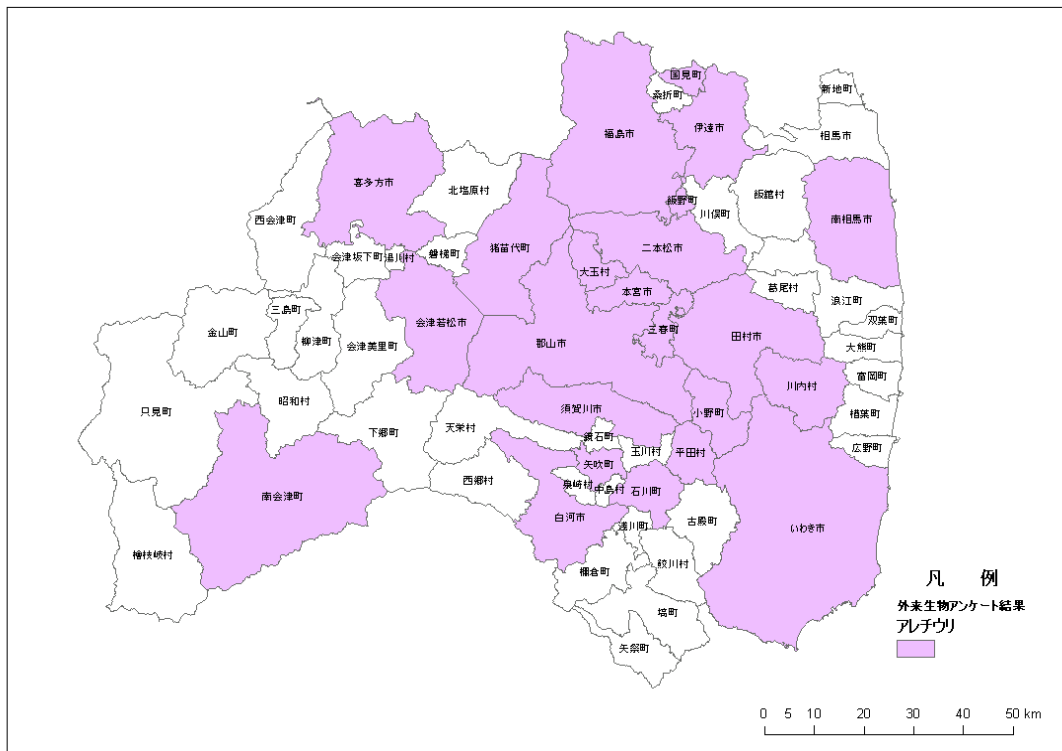 国見町
桑折町
新地町
福島市
伊達市
相馬市
喜多方市
北塩原村
飯野町
川俣町
飯舘村
南相馬市
西会津町
猪苗代町
二本松市
会津坂下町
湯川村
磐梯町
大玉村
本宮市
葛尾村
浪江町
三島町
金山町
柳津町
会津美里町
会津若松市
郡山市
三春町
田村市
双葉町
大熊町
富岡町
川内村
楢葉町
広野町
只見町
昭和村
下郷町
天栄村
須賀川市
小野町
鏡石町
玉川村
平田村
矢吹町
西郷村
泉崎村
中島村
石川町
南会津町
白河市
古殿町
いわき市
浅川町
檜枝岐村
棚倉町
鮫川村
塙町
矢祭町
凡 例
外来生物アンケート結果
アレチウリ
0 5 10 20 30 40 50 km